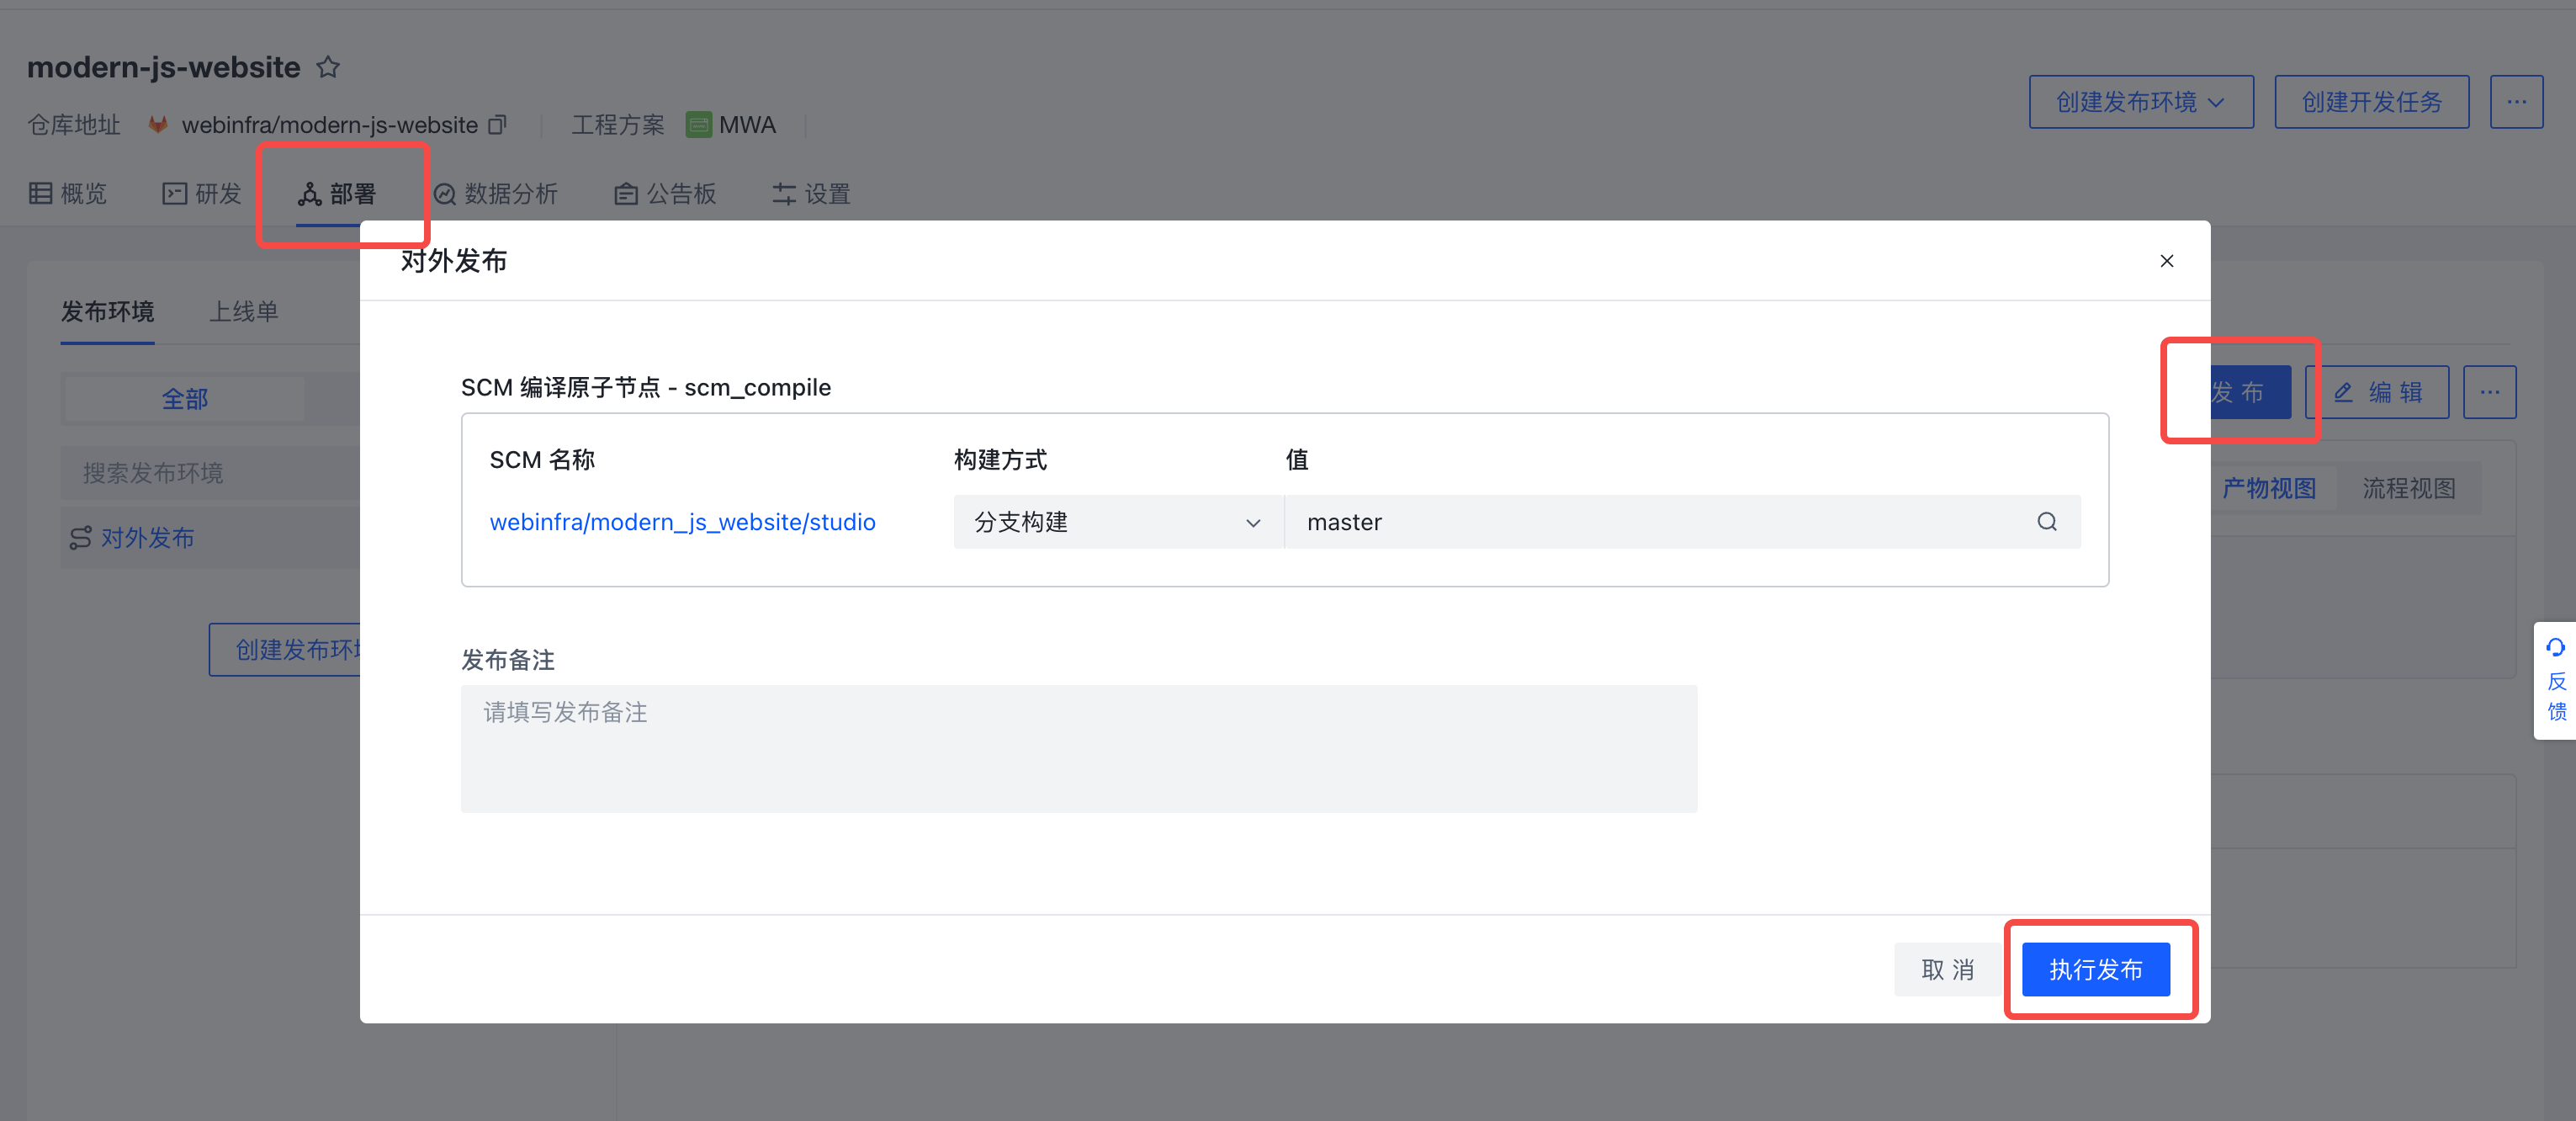 modern-js-website
仓库地址 webinfra/modern-js-website 工程方案 MWA
创建发布环境 创建开发任务 ...
概览 研发 部署 数据分析 公告板 设置
对外发布
发布环境 上线单
全部
搜索发布环境
对外发布
创建发布环
SCM 编译原子节点 - scm_compile
SCM 名称 构建方式 值
webinfra/modern_js_website/studio 分支构建 master
发布备注
请填写发布备注
取 消 执行发布
发 布 编 辑 ...
产物视图 流程视图
反
馈